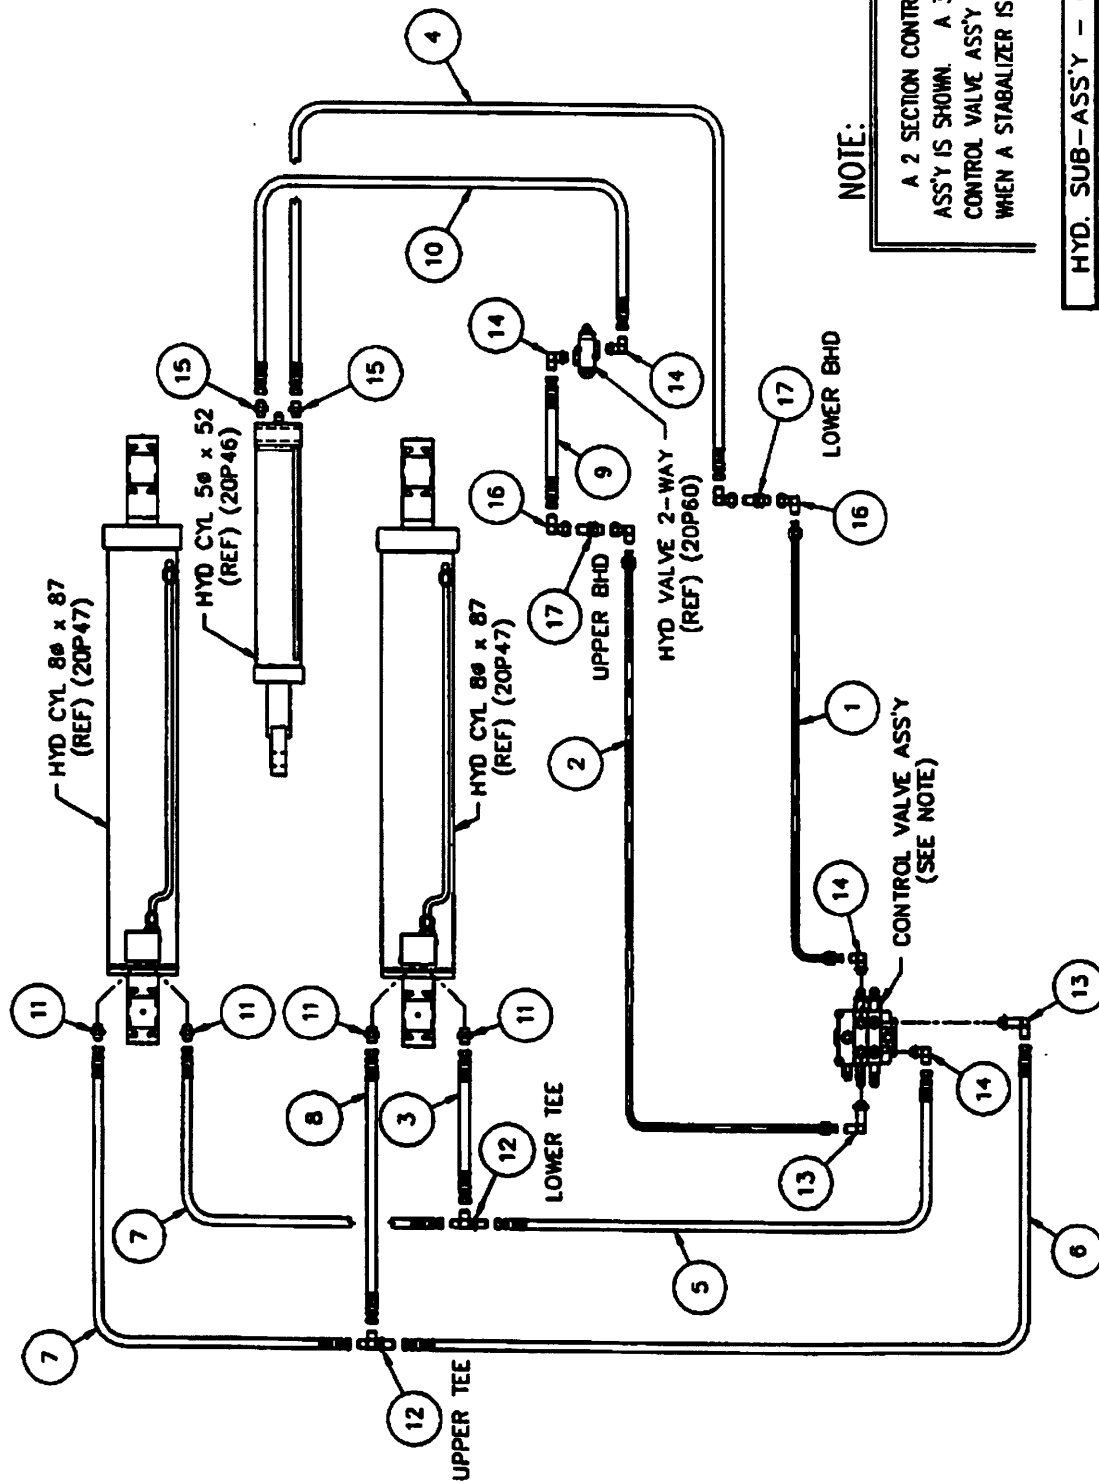 7
11
HYD CYL 8ø x 87
(REF) (20P47)
7
11
15
4
HYD CYL 5ø x 52
(REF) (20P46)
15
11
8
12
UPPER TEE
3
11
10
14
HYD CYL 8ø x 87
(REF) (20P47)
12
LOWER TEE
16
9
17
UPPER BHD
2
14
HYD VALVE 2-WAY
(REF) (20P60)
5
17
LOWER BHD
16
1
13
14
CONTROL VALVE ASS'Y
(SEE NOTE)
14
13
6
NOTE:
A 2 SECTION CONTR
ASS'Y IS SHOWN. A 3
CONTROL VALVE ASS'Y
WHEN A STABALIZER IS
HYD. SUB-ASS'Y -